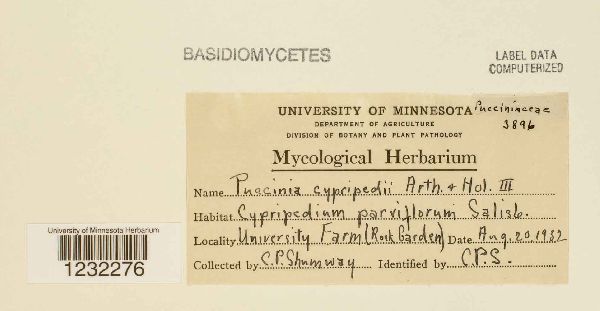 BASIDIOMYCETES
LABEL DATA
COMPUTERIZED
UNIVERSITY OF MINNESOTA Pucciniaceae
3896
DEPARTMENT OF AGRICULTURE
DIVISION OF BOTANY AND PLANT PATHOLOGY
Mycological Herbarium
Name Puccinia cypripedii Arth. & Hol. III
Habitat Cypripedium parviflorum Salisb.
Locality University Farm (Rock Garden) Date Aug. 20 1932
Collected by C.P. Shumway Identified by C.P.S.
University of Minnesota Herbarium
1232276